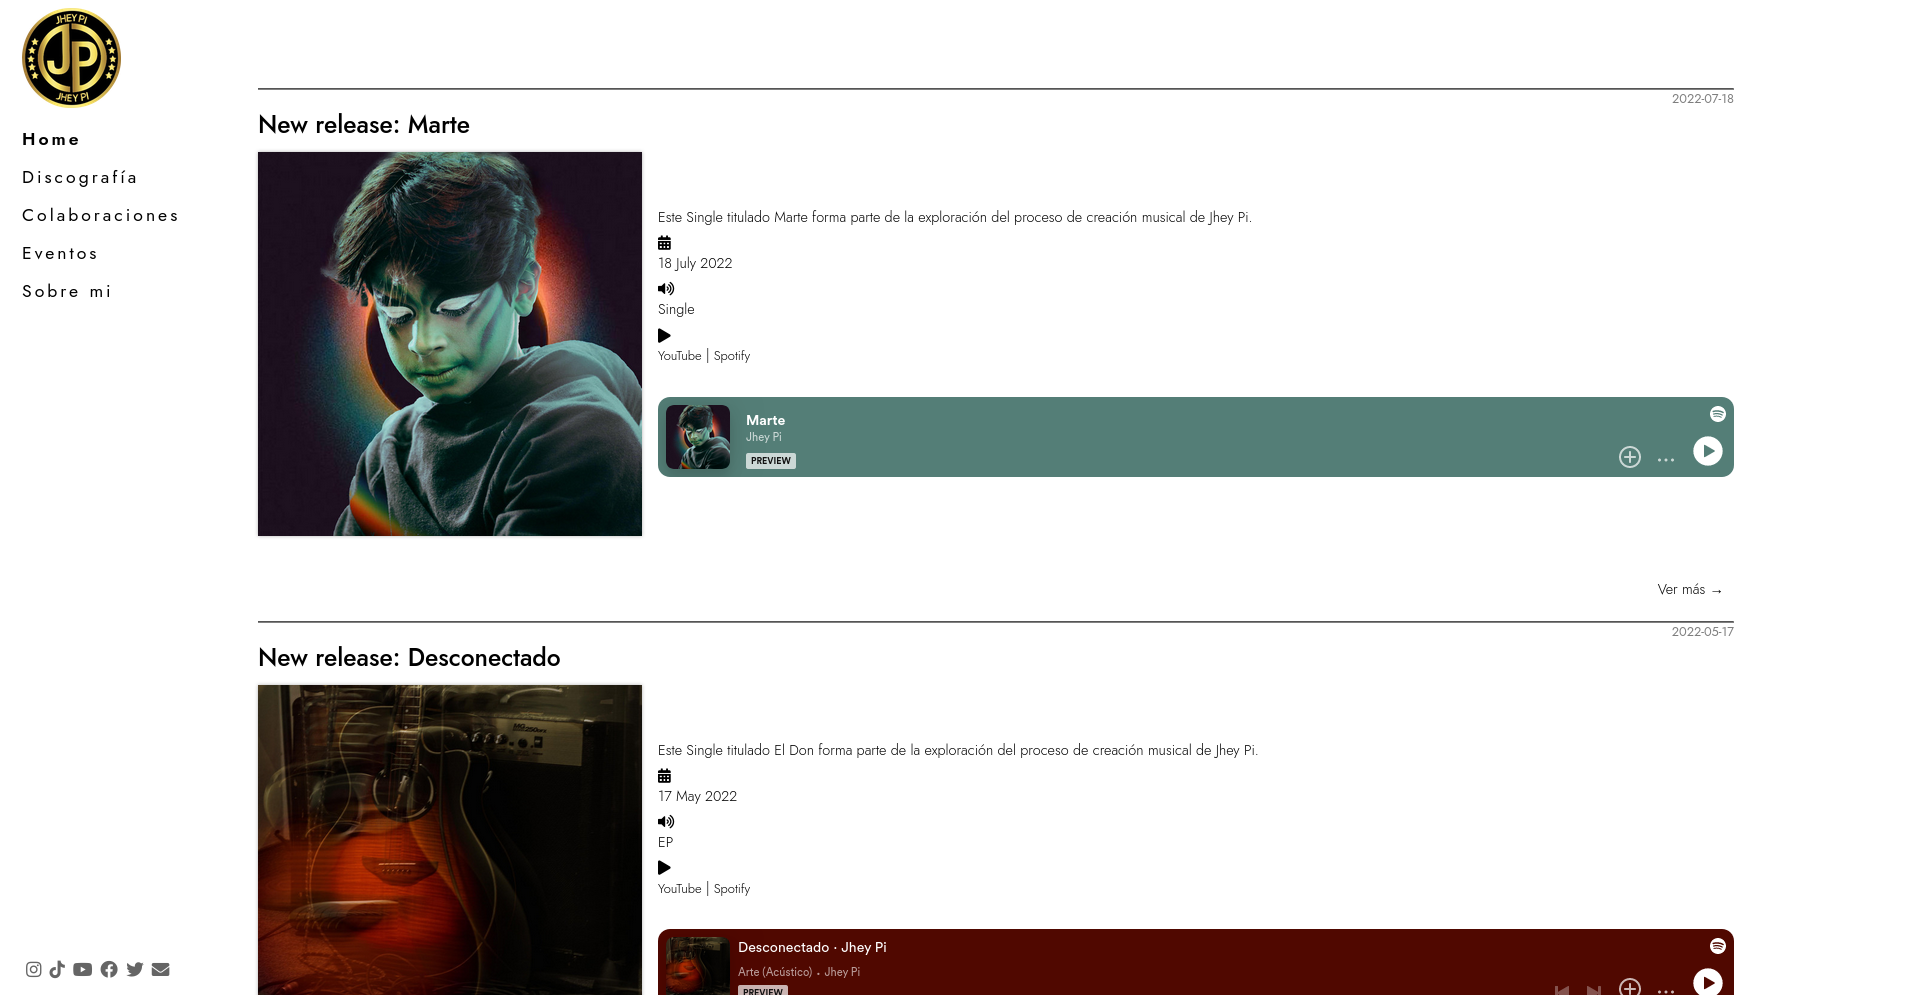 JHEY PI
JP
JHEY PI
Home
Discografía
Colaboraciones
Eventos
Sobre mi
2022-07-18
New release: Marte
Este Single titulado Marte forma parte de la exploración del proceso de creación musical de Jhey Pi.
18 July 2022
Single
YouTube | Spotify
Marte
Jhey Pi
PREVIEW
Ver más →
2022-05-17
New release: Desconectado
Este Single titulado El Don forma parte de la exploración del proceso de creación musical de Jhey Pi.
17 May 2022
EP
YouTube | Spotify
Desconectado · Jhey Pi
Arte (Acústico) • Jhey Pi
PREVIEW